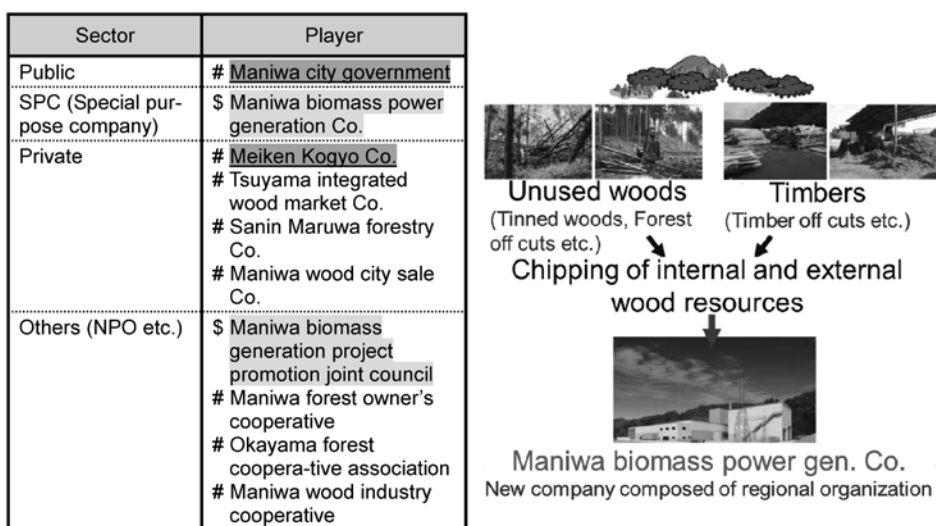 Sector
Player
Public
# Maniwa city government
SPC (Special pur-
pose company)
$ Maniwa biomass power
generation Co.
Private
# Meiken Kogyo Co.
# Tsuyama integrated
wood market Co.
# Sanin Maruwa forestry
Co.
# Maniwa wood city sale
Co.
Others (NPO etc.)
$ Maniwa biomass
generation project
promotion joint council
# Maniwa forest owner's
cooperative
# Okayama forest
coopera-tive association
# Maniwa wood industry
cooperative
Unused woods
(Tinned woods, Forest
off cuts etc.)
Timbers
(Timber off cuts etc.)
Chipping of internal and external
wood resources
Maniwa biomass power gen. Co.
New company composed of regional organization